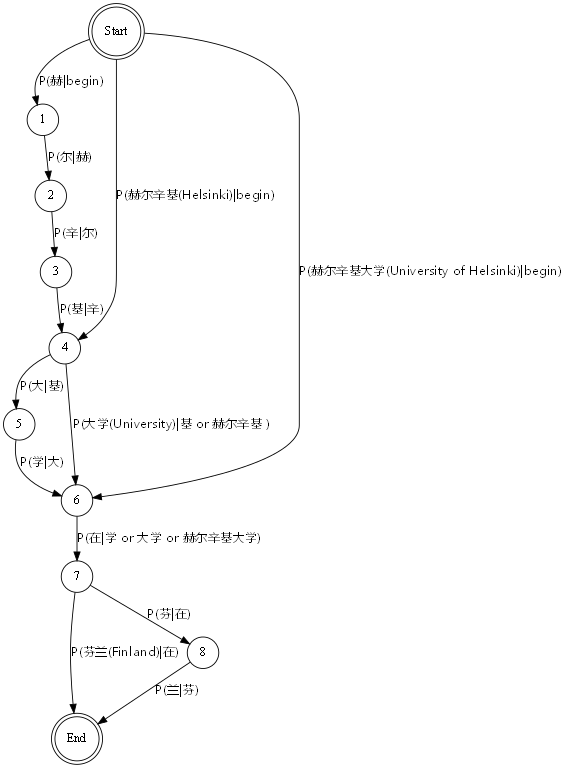 Start
P(赫|begin)
1
P(尔|赫)
2
P(赫尔辛基(Helsinki)|begin)
P(辛|尔)
3
P(赫尔辛基大学(University of Helsinki)|begin)
P(基|辛)
4
P(大|基)
5
P(大学(University)|基 or 赫尔辛基 )
P(学|大)
6
P(在|学 or 大学 or 赫尔辛基大学)
7
P(芬|在)
P(芬兰(Finland)|在)
8
P(兰|芬)
End